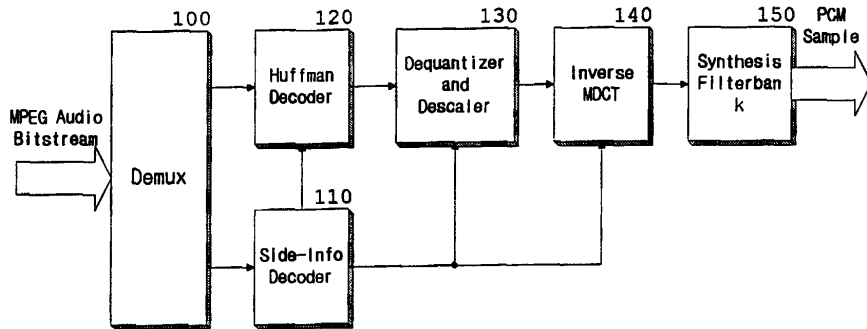 100
120
130
140
150
PCM
Sample
MPEG Audio
Bitstream
Demux
Huffman
Decoder
Dequantizer
and
Descaler
Inverse
MDCT
Synthesis
Filterban
k
110
Side-Info
Decoder